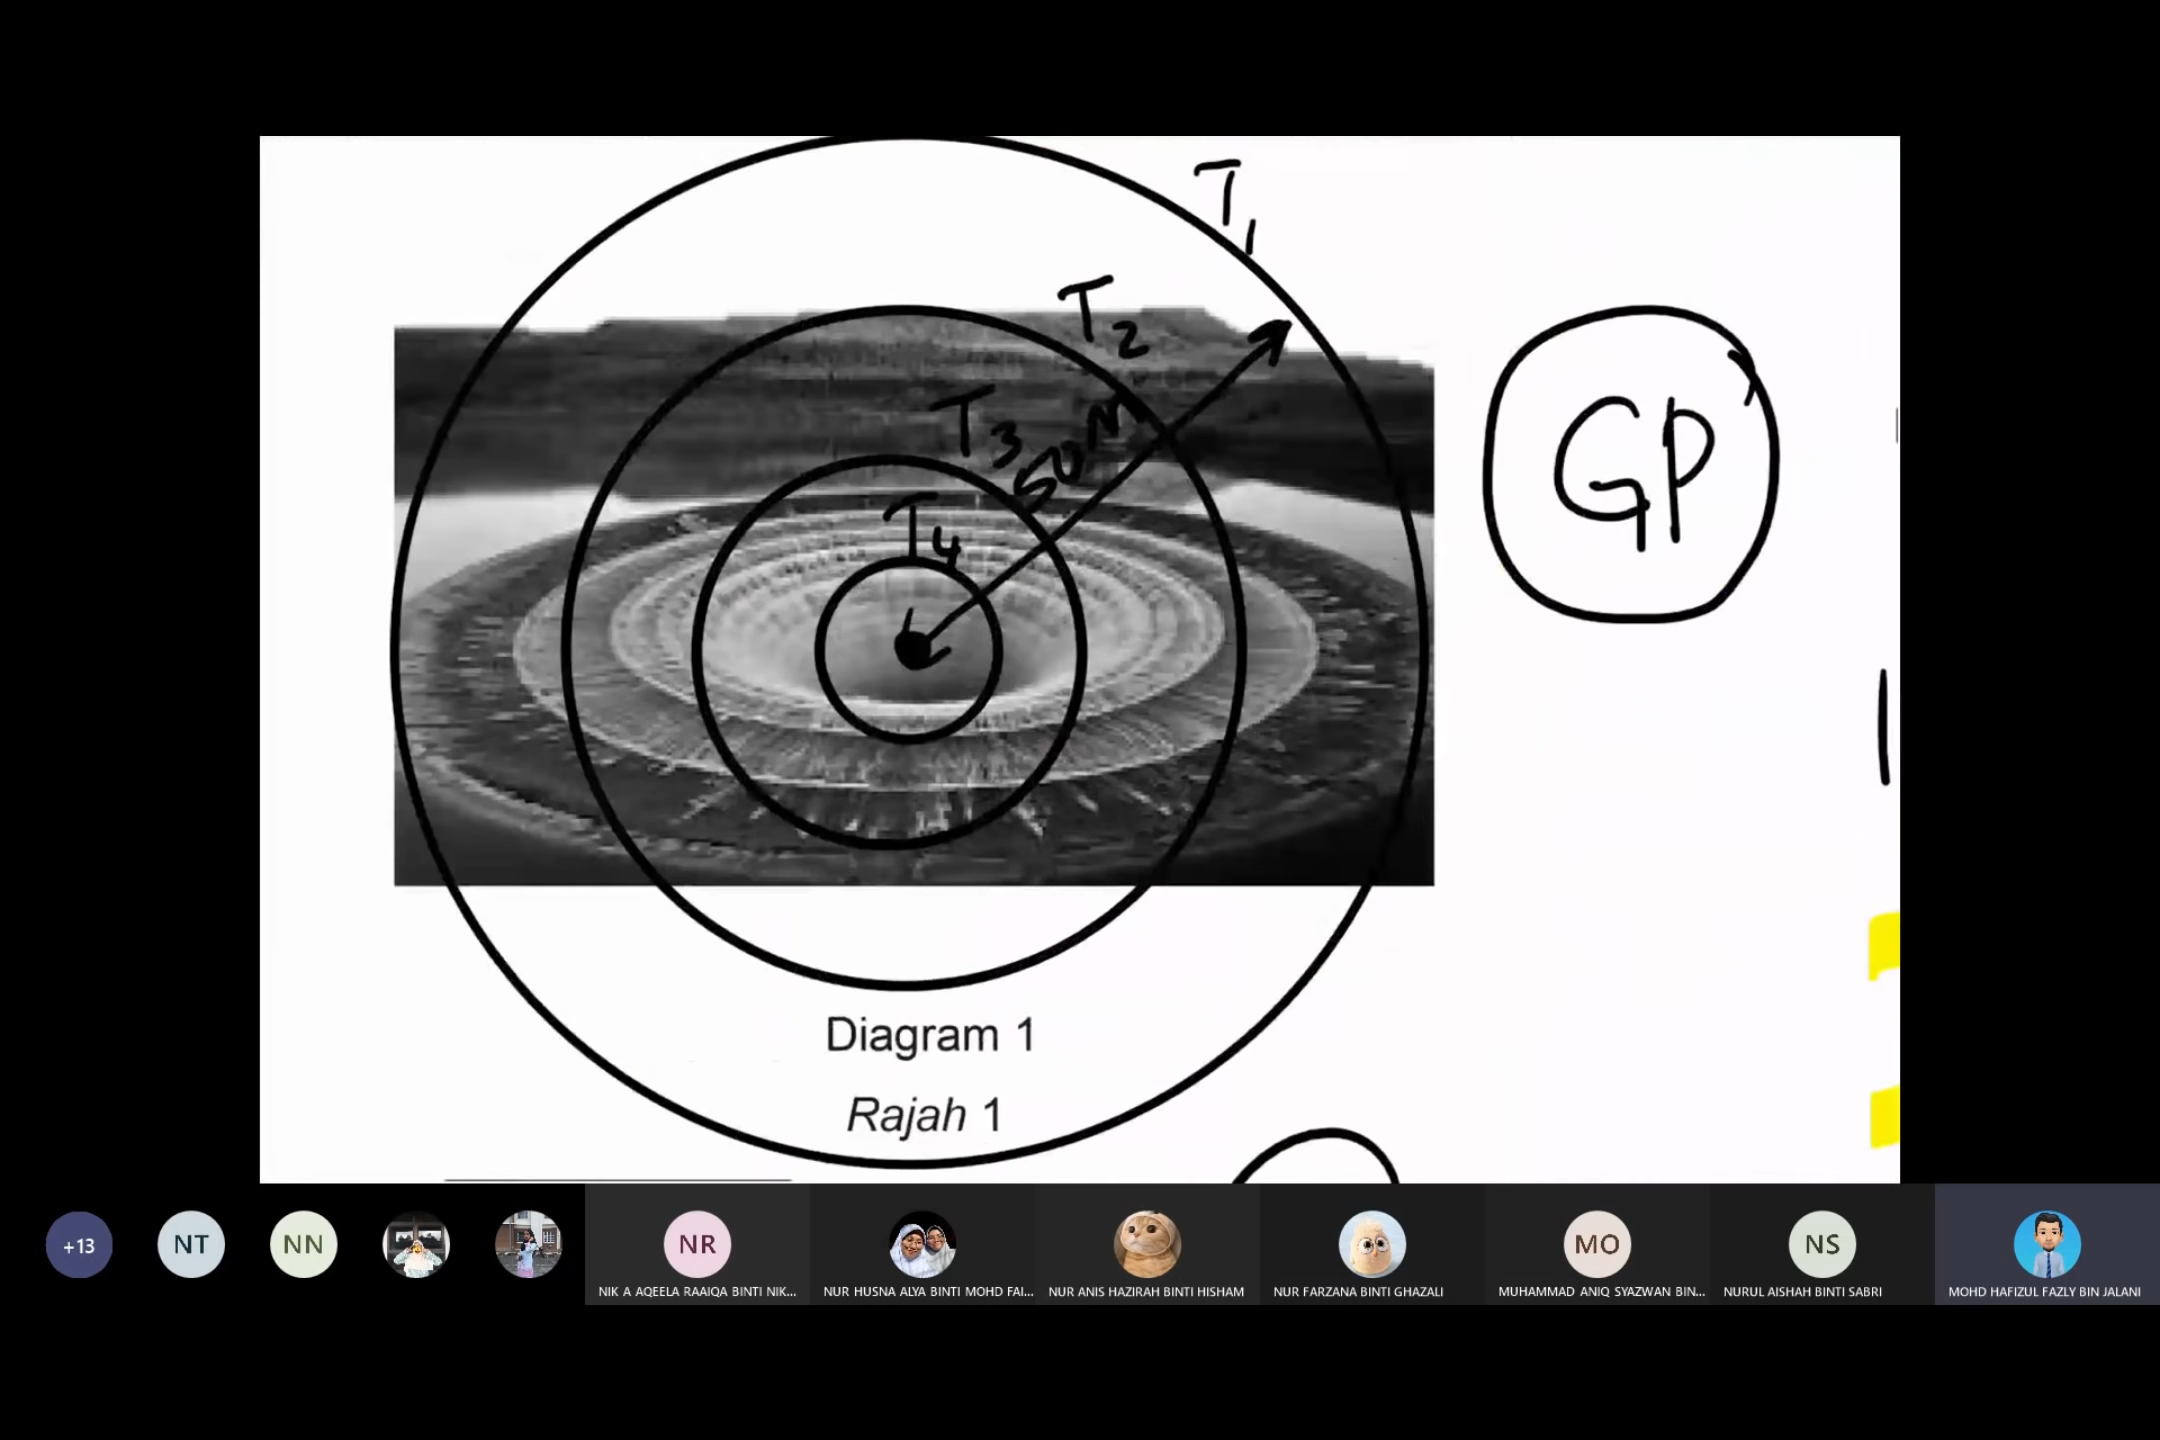 T1
T2
T3
50m
T4
GP
Diagram 1
Rajah 1
+13
NT
NN
NR
MO
NS
NIK A AQEELA RAAIQA BINTI NIK...
NUR HUSNA ALYA BINTI MOHD FAI...
NUR ANIS HAZIRAH BINTI HISHAM
NUR FARZANA BINTI GHAZALI
MUHAMMAD ANIQ SYAZWAN BIN...
NURUL AISHAH BINTI SABRI
MOHD HAFIZUL FAZLY BIN JALANI